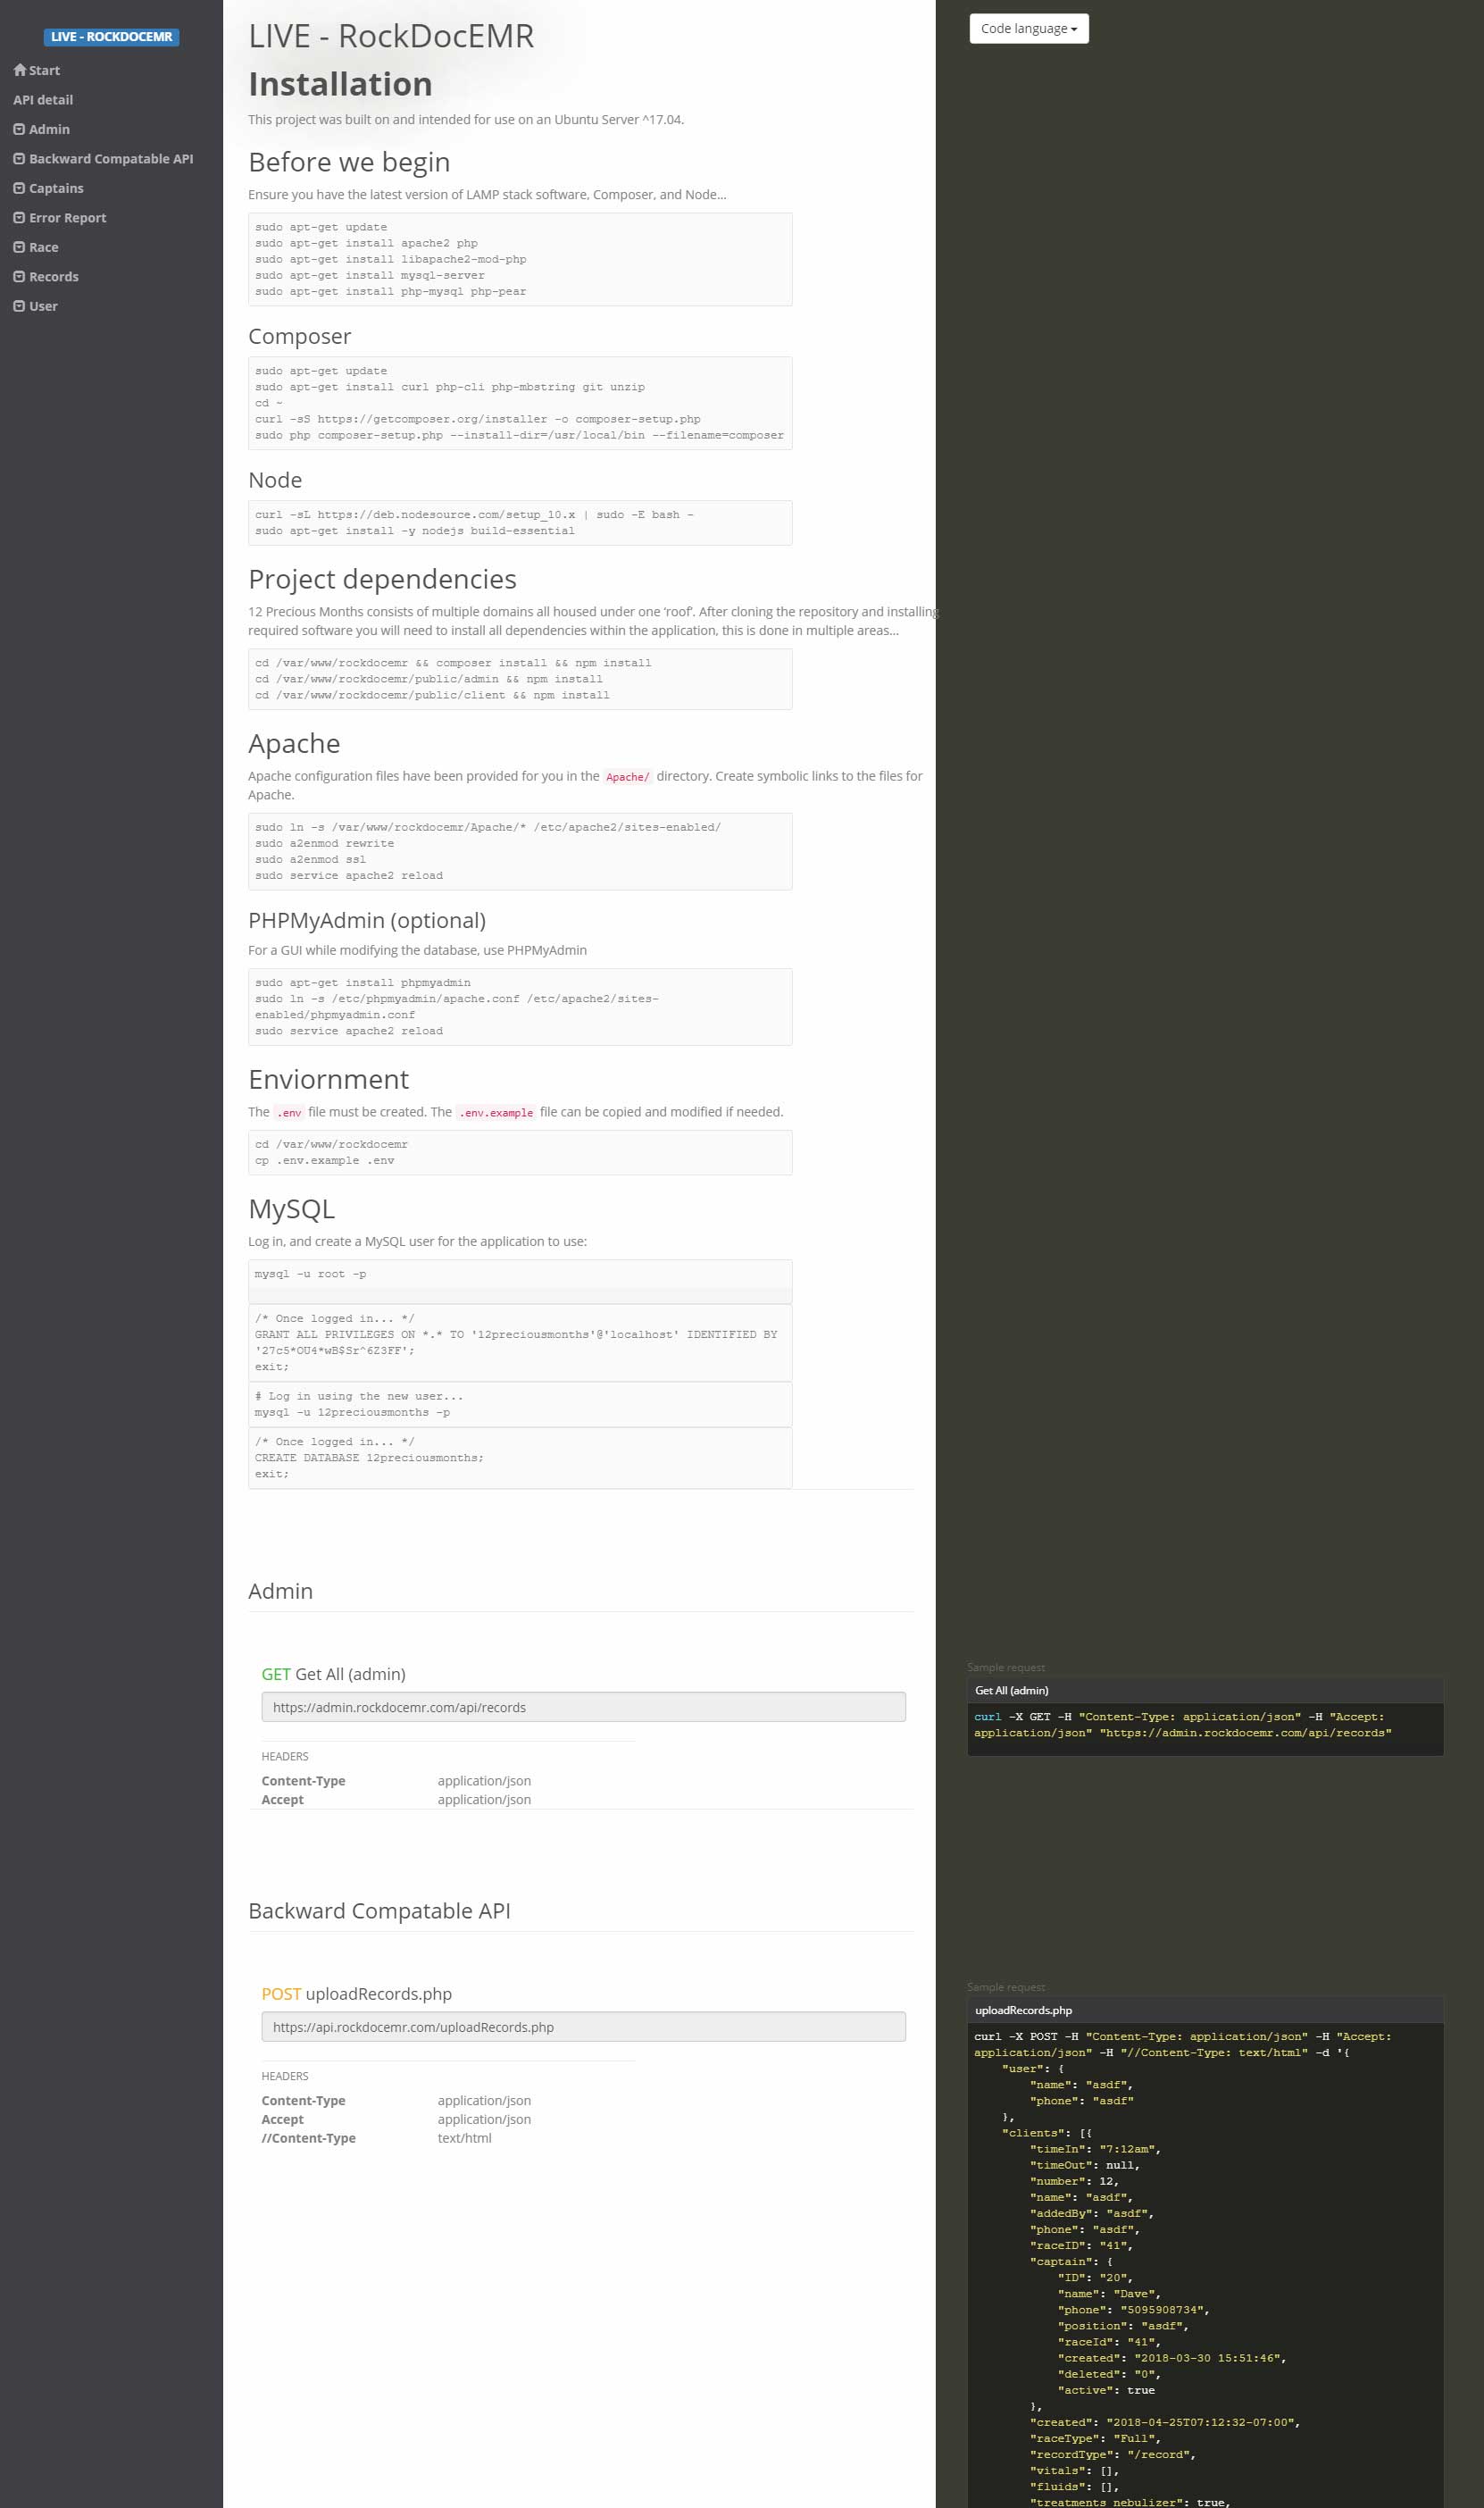 LIVE - ROCKDOCEMR
Start
API detail
Admin
Backward Compatable API
Captains
Error Report
Race
Records
User
LIVE - RockDocEMR
Installation
This project was built on and intended for use on an Ubuntu Server ^17.04.
Before we begin
Ensure you have the latest version of LAMP stack software, Composer, and Node...
sudo apt-get update
sudo apt-get install apache2 php
sudo apt-get install libapache2-mod-php
sudo apt-get install mysql-server
sudo apt-get install php-mysql php-pear
Composer
sudo apt-get update
sudo apt-get install curl php-cli php-mbstring git unzip
cd ~
curl -sS https://getcomposer.org/installer -o composer-setup.php
sudo php composer-setup.php --install-dir=/usr/local/bin --filename=composer
Node
curl -sL https://deb.nodesource.com/setup_10.x | sudo -E bash -
sudo apt-get install -y nodejs build-essential
Project dependencies
12 Precious Months consists of multiple domains all housed under one ‘roof’. After cloning the repository and installing
required software you will need to install all dependencies within the application, this is done in multiple areas...
cd /var/www/rockdocemr && composer install && npm install
cd /var/www/rockdocemr/public/admin && npm install
cd /var/www/rockdocemr/public/client && npm install
Apache
Apache configuration files have been provided for you in the Apache/ directory. Create symbolic links to the files for
Apache.
sudo ln -s /var/www/rockdocemr/Apache/* /etc/apache2/sites-enabled/
sudo a2enmod rewrite
sudo a2enmod ssl
sudo service apache2 reload
PHPMyAdmin (optional)
For a GUI while modifying the database, use PHPMyAdmin
sudo apt-get install phpmyadmin
sudo ln -s /etc/phpmyadmin/apache.conf /etc/apache2/sites-
enabled/phpmyadmin.conf
sudo service apache2 reload
Enviornment
The .env file must be created. The .env.example file can be copied and modified if needed.
cd /var/www/rockdocemr
cp .env.example .env
MySQL
Log in, and create a MySQL user for the application to use:
mysql -u root -p
/* Once logged in... */
GRANT ALL PRIVILEGES ON *.* TO '12preciousmonths'@'localhost' IDENTIFIED BY
'27c5*OU4*wB$Sr^6Z3FF';
exit;
# Log in using the new user...
mysql -u 12preciousmonths -p
/* Once logged in... */
CREATE DATABASE 12preciousmonths;
exit;
Admin
GET Get All (admin)
https://admin.rockdocemr.com/api/records
HEADERS
Content-Type application/json
Accept application/json
Backward Compatable API
POST uploadRecords.php
https://api.rockdocemr.com/uploadRecords.php
HEADERS
Content-Type application/json
Accept application/json
//Content-Type text/html
Code language
Sample request
Get All (admin)
curl -X GET -H "Content-Type: application/json" -H "Accept:
application/json" "https://admin.rockdocemr.com/api/records"
Sample request
uploadRecords.php
curl -X POST -H "Content-Type: application/json" -H "Accept:
application/json" -H "//Content-Type: text/html" -d '{
"user": {
"name": "asdf",
"phone": "asdf"
},
"clients": [{
"timeIn": "7:12am",
"timeOut": null,
"number": 12,
"name": "asdf",
"addedBy": "asdf",
"phone": "asdf",
"raceID": "41",
"captain": {
"ID": "20",
"name": "Dave",
"phone": "5095908734",
"position": "asdf",
"raceId": "41",
"created": "2018-03-30 15:51:46",
"deleted": "0",
"active": true
},
"created": "2018-04-25T07:12:32-07:00",
"raceType": "Full",
"recordType": "/record",
"vitals": [],
"fluids": [],
"treatments_nebulizer": true,